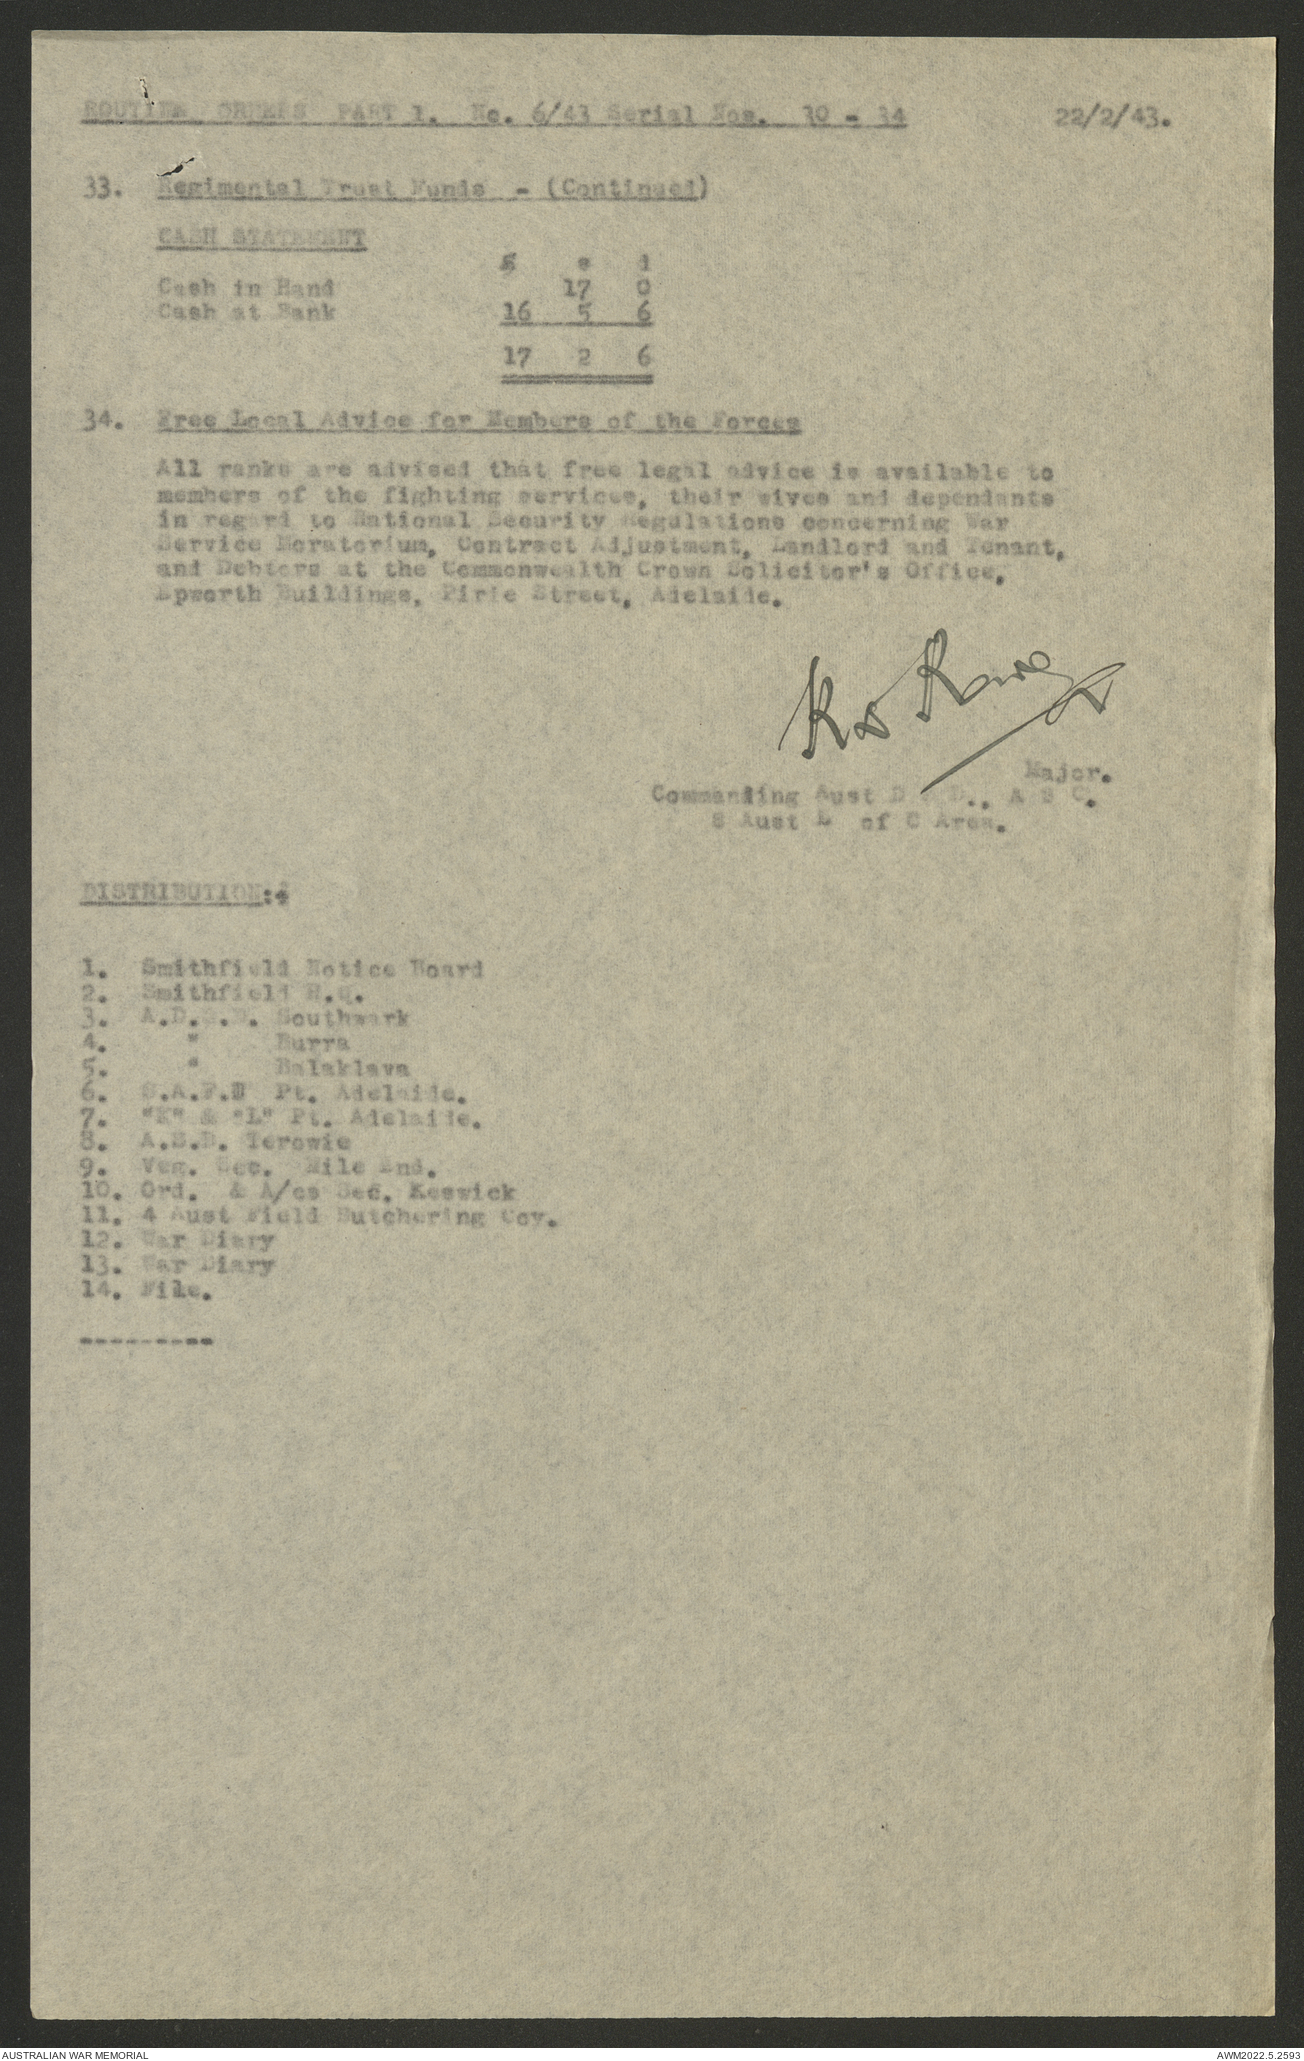 ROUTINE ORDERS PART 1. No. 6/43 Serial Nos. 30 - 34 22/2/43.
33. Regimental Trust Funds - (Continued)
CASH STATEMENT
£ s d
Cash in Hand 17 0
Cash at Bank 16 5 6
17 2 6
34. Free Local Advice for Members of the Forces
All ranks are advised that free legal advice is available to
members of the fighting services, their wives and dependants
in regard to National Security Regulations concerning War
Service Moratorium, Contract Adjustment, Landlord and Tenant,
and Debtors at the Commonwealth Crown Solicitor's Office,
Epworth Buildings, Pirie Street, Adelaide.
Major.
Commanding Aust D D., A S C.
Aust L of C Area.
DISTRIBUTION:
1. Smithfield Notice Board
2. Smithfield H.Q.
3. A.D.S.D. Southwark
4. " Burra
5. " Balaklava
6. S.A.F.D Pt. Adelaide.
7. "K" & "L" Pt. Adelaide.
8. A.S.D. Terowie
9. Veg. Sec. Mile End.
10. Ord. & A/cs Sec. Keswick
11. 4 Aust Field Butchering Coy.
12. War Diary
13. War Diary
14. File.
---------
AUSTRALIAN WAR MEMORIAL AWM2022.5.2593